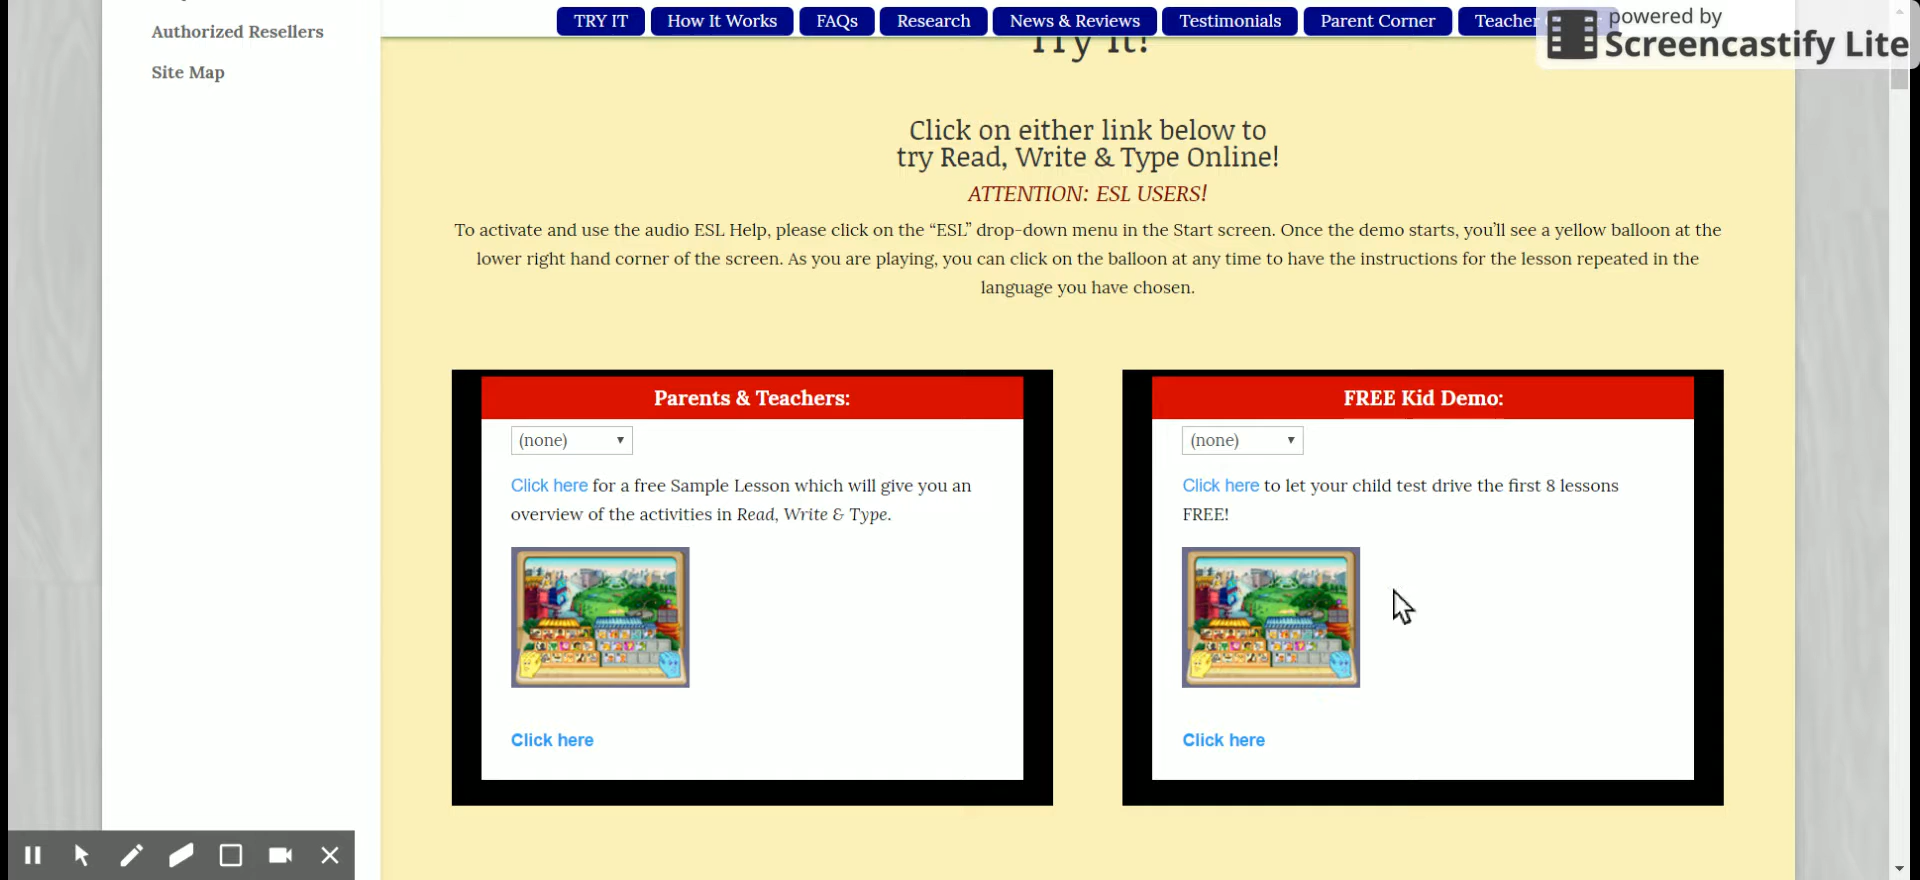 Authorized Resellers
Site Map
TRY IT
How It Works
FAQs
Research
News & Reviews
Testimonials
Parent Corner
Teacher
powered by
Screencastify Lite
Try It!
Click on either link below to
try Read, Write & Type Online!
ATTENTION: ESL USERS!
To activate and use the audio ESL Help, please click on the “ESL” drop-down menu in the Start screen. Once the demo starts, you’ll see a yellow balloon at the
lower right hand corner of the screen. As you are playing, you can click on the balloon at any time to have the instructions for the lesson repeated in the
language you have chosen.
Parents & Teachers:
(none)
Click here for a free Sample Lesson which will give you an
overview of the activities in Read, Write & Type.
Click here
FREE Kid Demo:
(none)
Click here to let your child test drive the first 8 lessons
FREE!
Click here